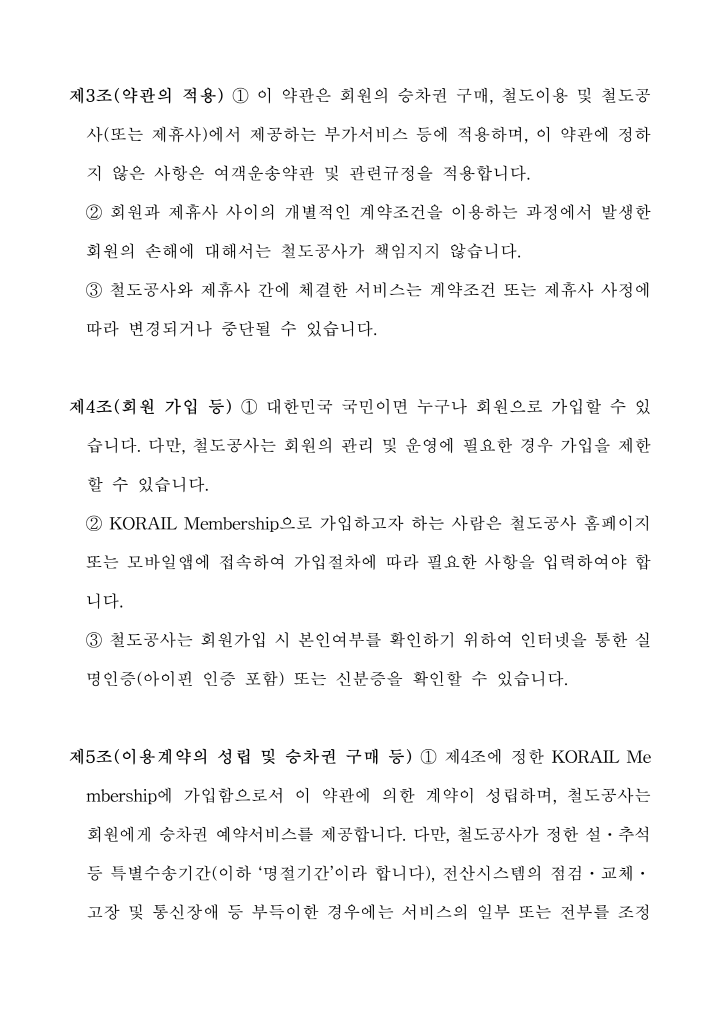 제3조(약관의 적용) ① 이 약관은 회원의 승차권 구매, 철도이용 및 철도공
사(또는 제휴사)에서 제공하는 부가서비스 등에 적용하며, 이 약관에 정하
지 않은 사항은 여객운송약관 및 관련규정을 적용합니다.
② 회원과 제휴사 사이의 개별적인 계약조건을 이용하는 과정에서 발생한
회원의 손해에 대해서는 철도공사가 책임지지 않습니다.
③ 철도공사와 제휴사 간에 체결한 서비스는 계약조건 또는 제휴사 사정에
따라 변경되거나 중단될 수 있습니다.
제4조(회원 가입 등) ① 대한민국 국민이면 누구나 회원으로 가입할 수 있
습니다. 다만, 철도공사는 회원의 관리 및 운영에 필요한 경우 가입을 제한
할 수 있습니다.
② KORAIL Membership으로 가입하고자 하는 사람은 철도공사 홈페이지
또는 모바일앱에 접속하여 가입절차에 따라 필요한 사항을 입력하여야 합
니다.
③ 철도공사는 회원가입 시 본인여부를 확인하기 위하여 인터넷을 통한 실
명인증(아이핀 인증 포함) 또는 신분증을 확인할 수 있습니다.
제5조(이용계약의 성립 및 승차권 구매 등) ① 제4조에 정한 KORAIL Me
mbership에 가입함으로서 이 약관에 의한 계약이 성립하며, 철도공사는
회원에게 승차권 예약서비스를 제공합니다. 다만, 철도공사가 정한 설・추석
등 특별수송기간(이하 ‘명절기간’이라 합니다), 전산시스템의 점검・교체・
고장 및 통신장애 등 부득이한 경우에는 서비스의 일부 또는 전부를 조정